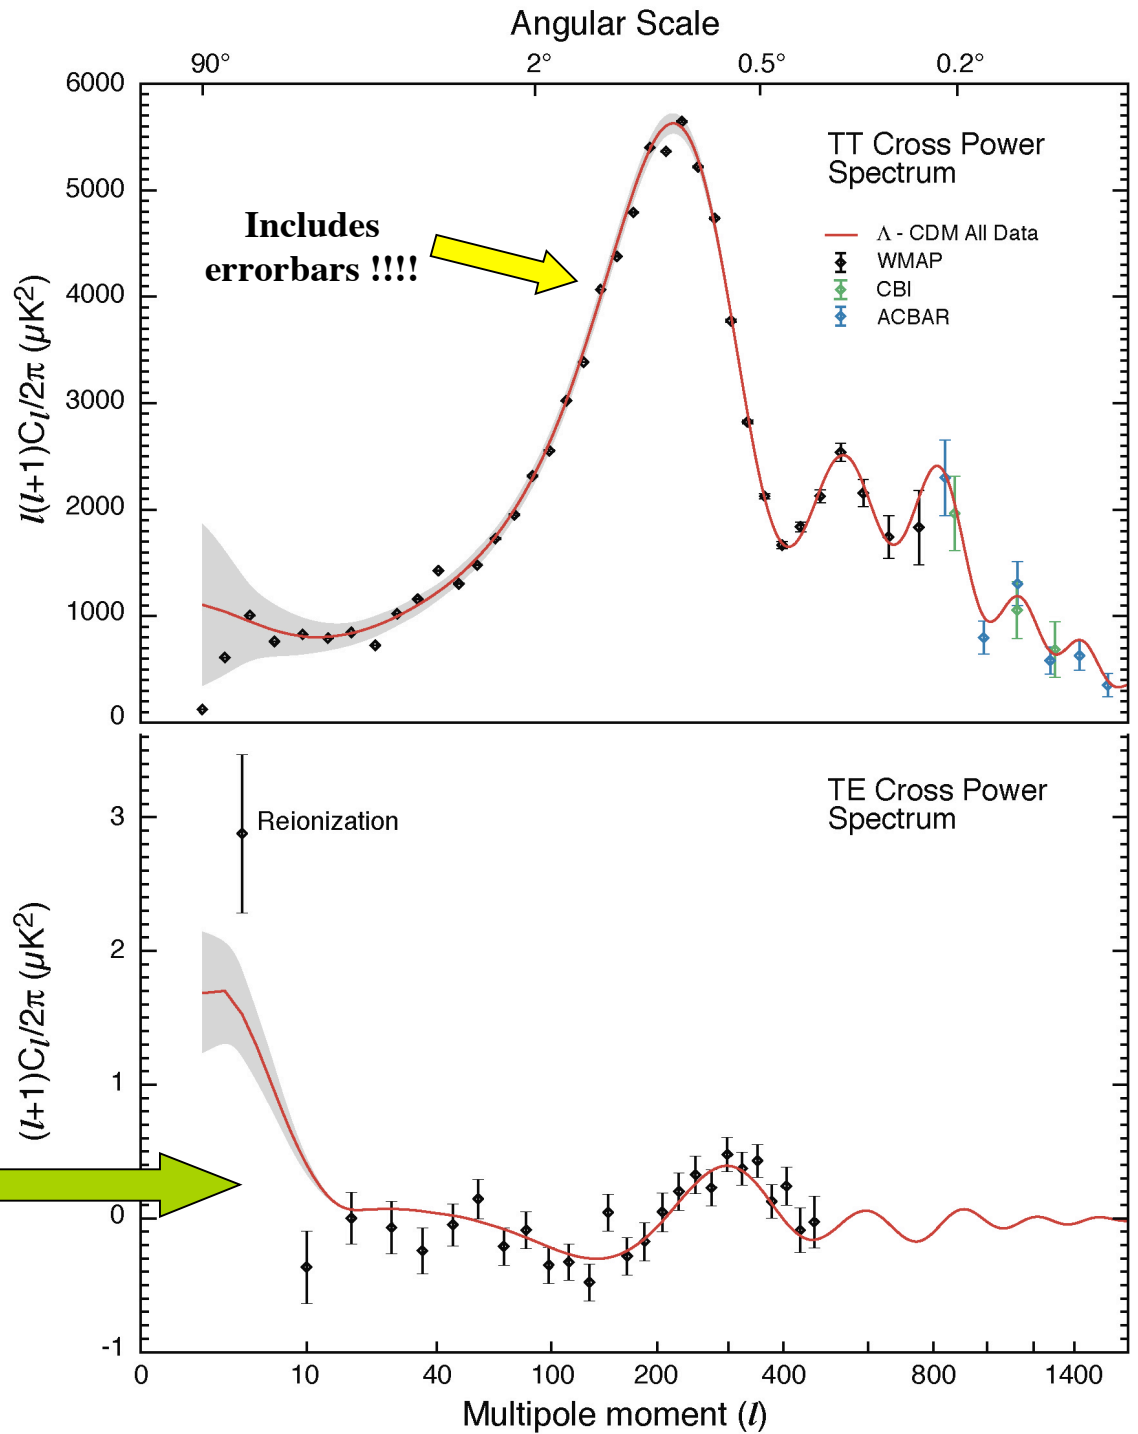 Angular Scale
90° 2° 0.5° 0.2°
6000
5000
4000
3000
2000
1000
0
l(l+1)Cl/2π (μK²)
TT Cross Power
Spectrum
Λ - CDM All Data
WMAP
CBI
ACBAR
Includes
errorbars !!!!
TE Cross Power
Spectrum
Reionization
3
2
1
0
-1
(l+1)Cl/2π (μK²)
0 10 40 100 200 400 800 1400
Multipole moment (l)